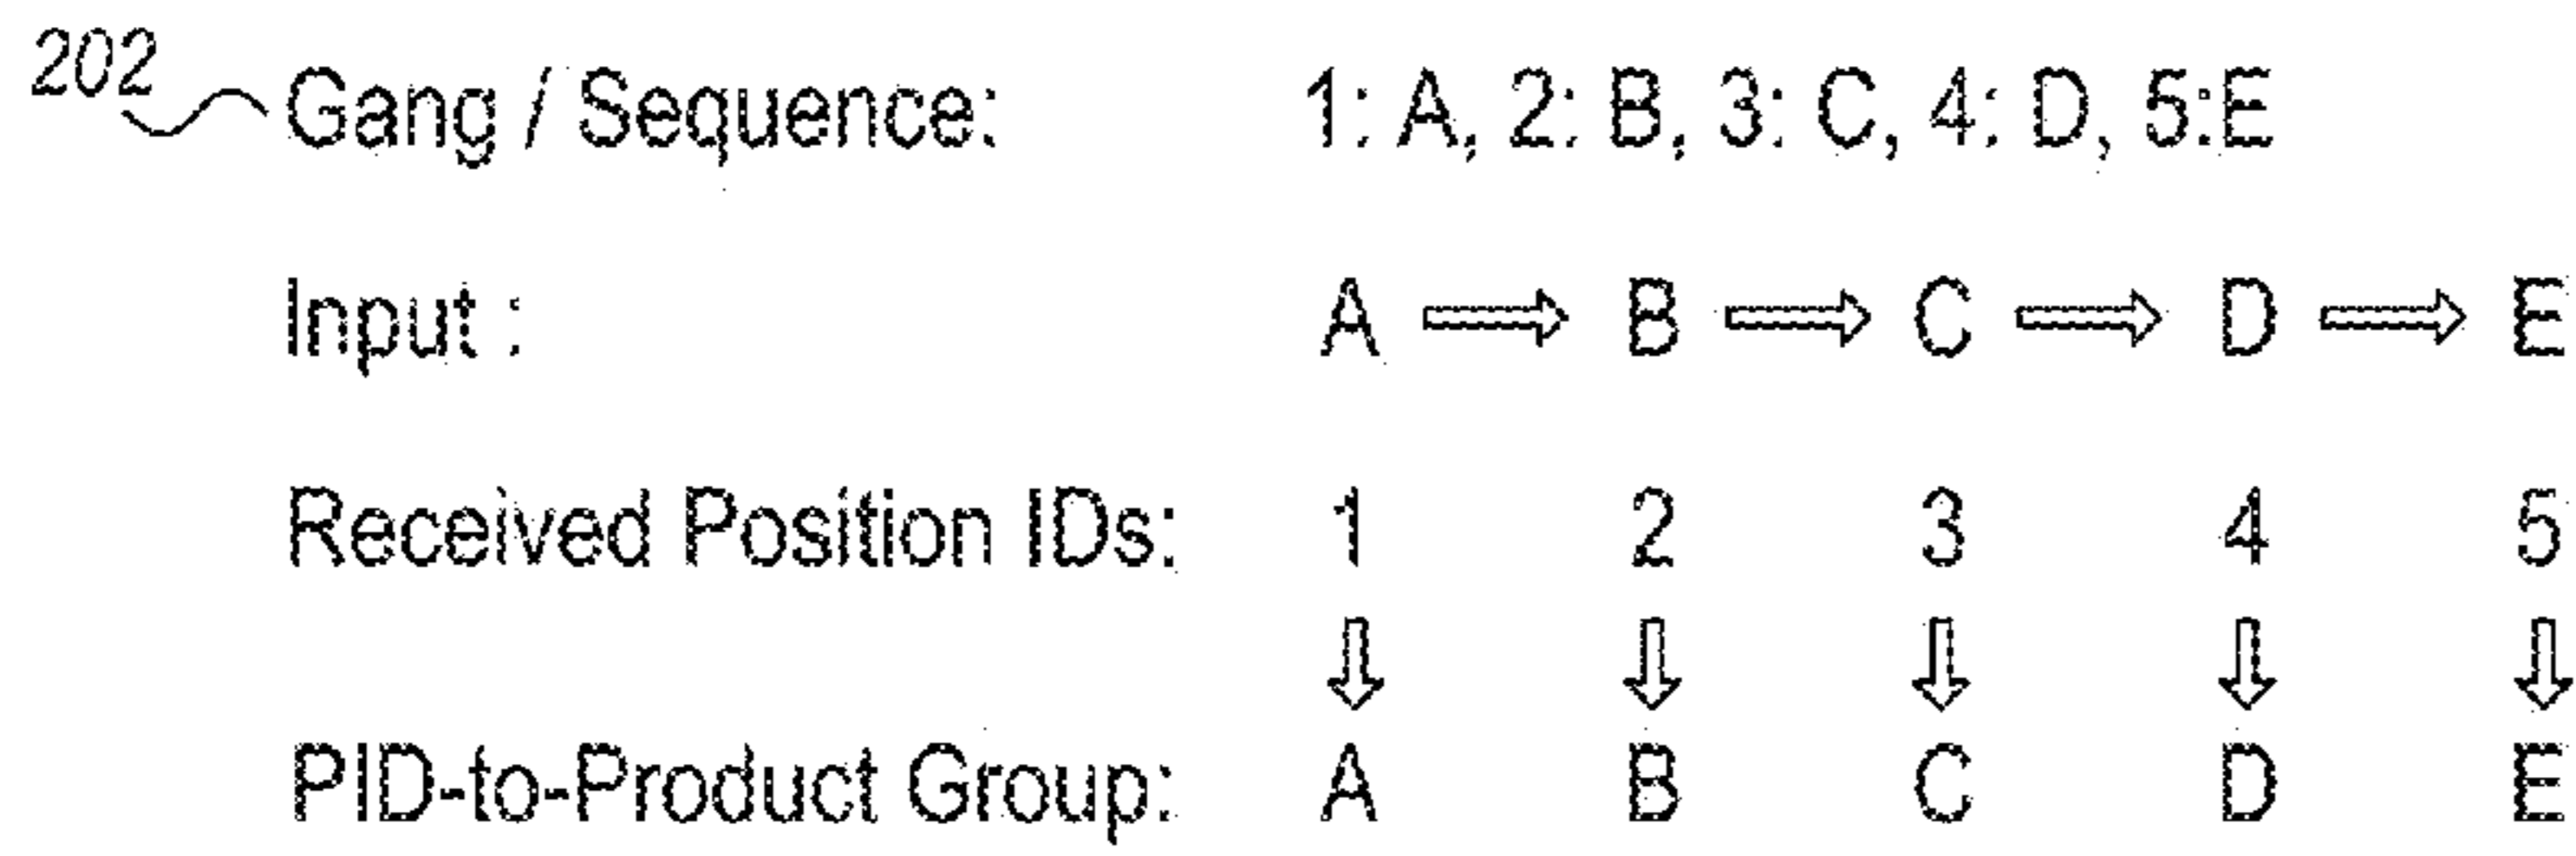 202 Gang / Sequence: 1: A, 2: B, 3: C, 4: D, 5:E
Input : A ⇒ B ⇒ C ⇒ D ⇒ E
Received Position IDs: 1 2 3 4 5
⇓ ⇓ ⇓ ⇓ ⇓
PID-to-Product Group: A B C D E